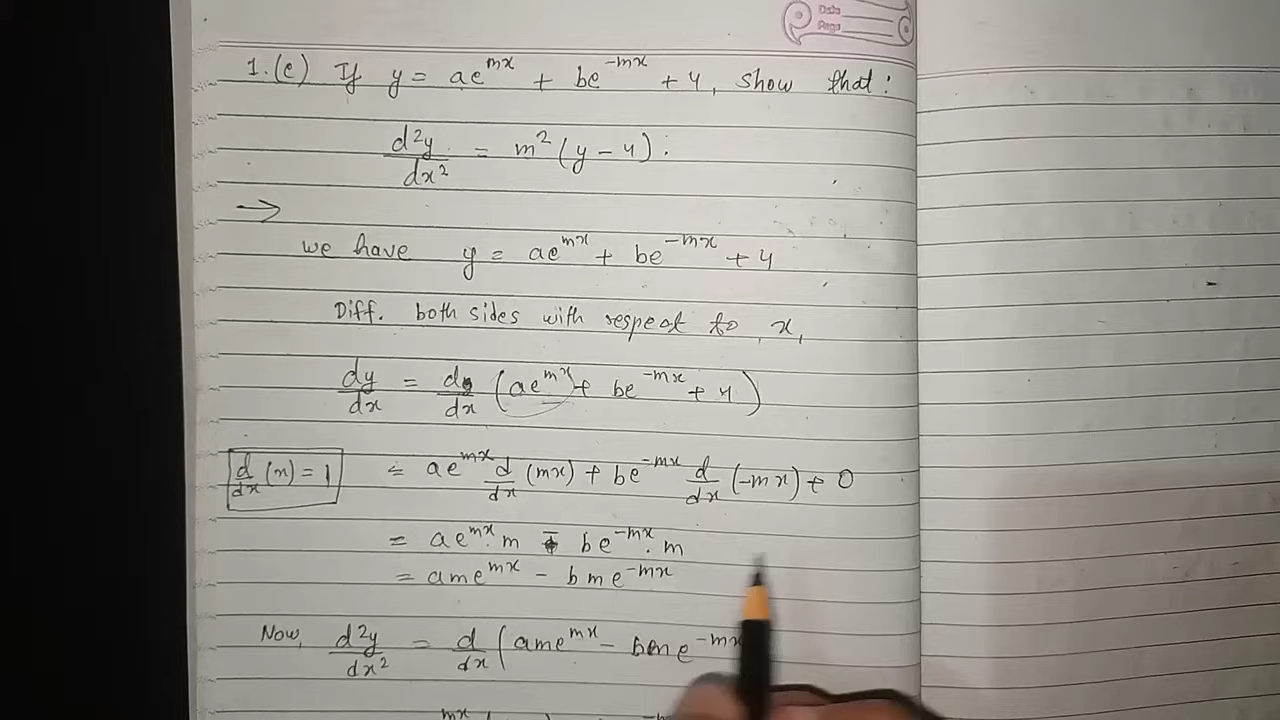 Date
Page
1.(e) If y = ae^{mx} + be^{-mx} + 4, show that:
d²y/dx² = m²(y - 4):
→
we have y = ae^{mx} + be^{-mx} + 4
Diff. both sides with respect to, x,
dy/dx = d/dx (ae^{mx} + be^{-mx} + 4)
d/dx (x) = 1 = ae^{mx} d/dx (mx) + be^{-mx} d/dx (-mx) + 0
= ae^{mx}. m - be^{-mx}. m
= ame^{mx} - bme^{-mx}
Now, d²y/dx² = d/dx (ame^{mx} - bme^{-mx}